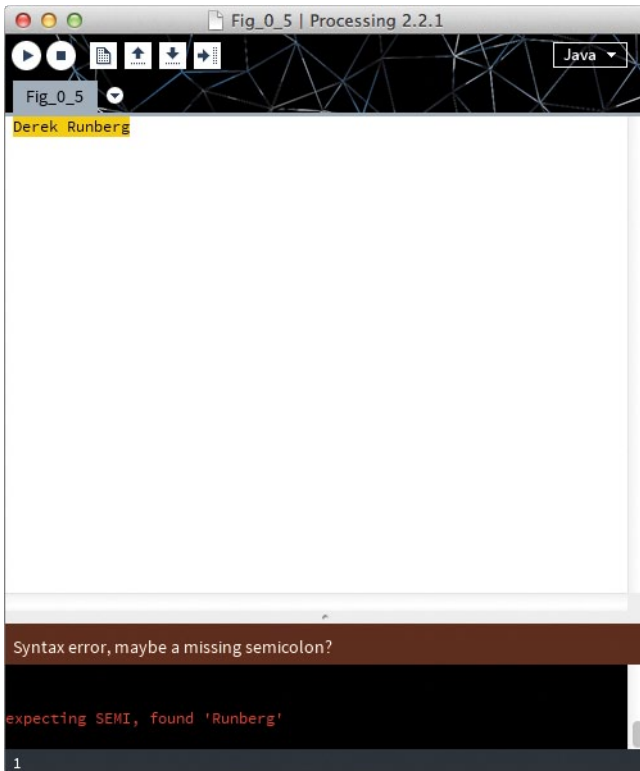 Fig_0_5 | Processing 2.2.1
Java
Fig_0_5
Derek Runberg
Syntax error, maybe a missing semicolon?
expecting SEMI, found 'Runberg'
1